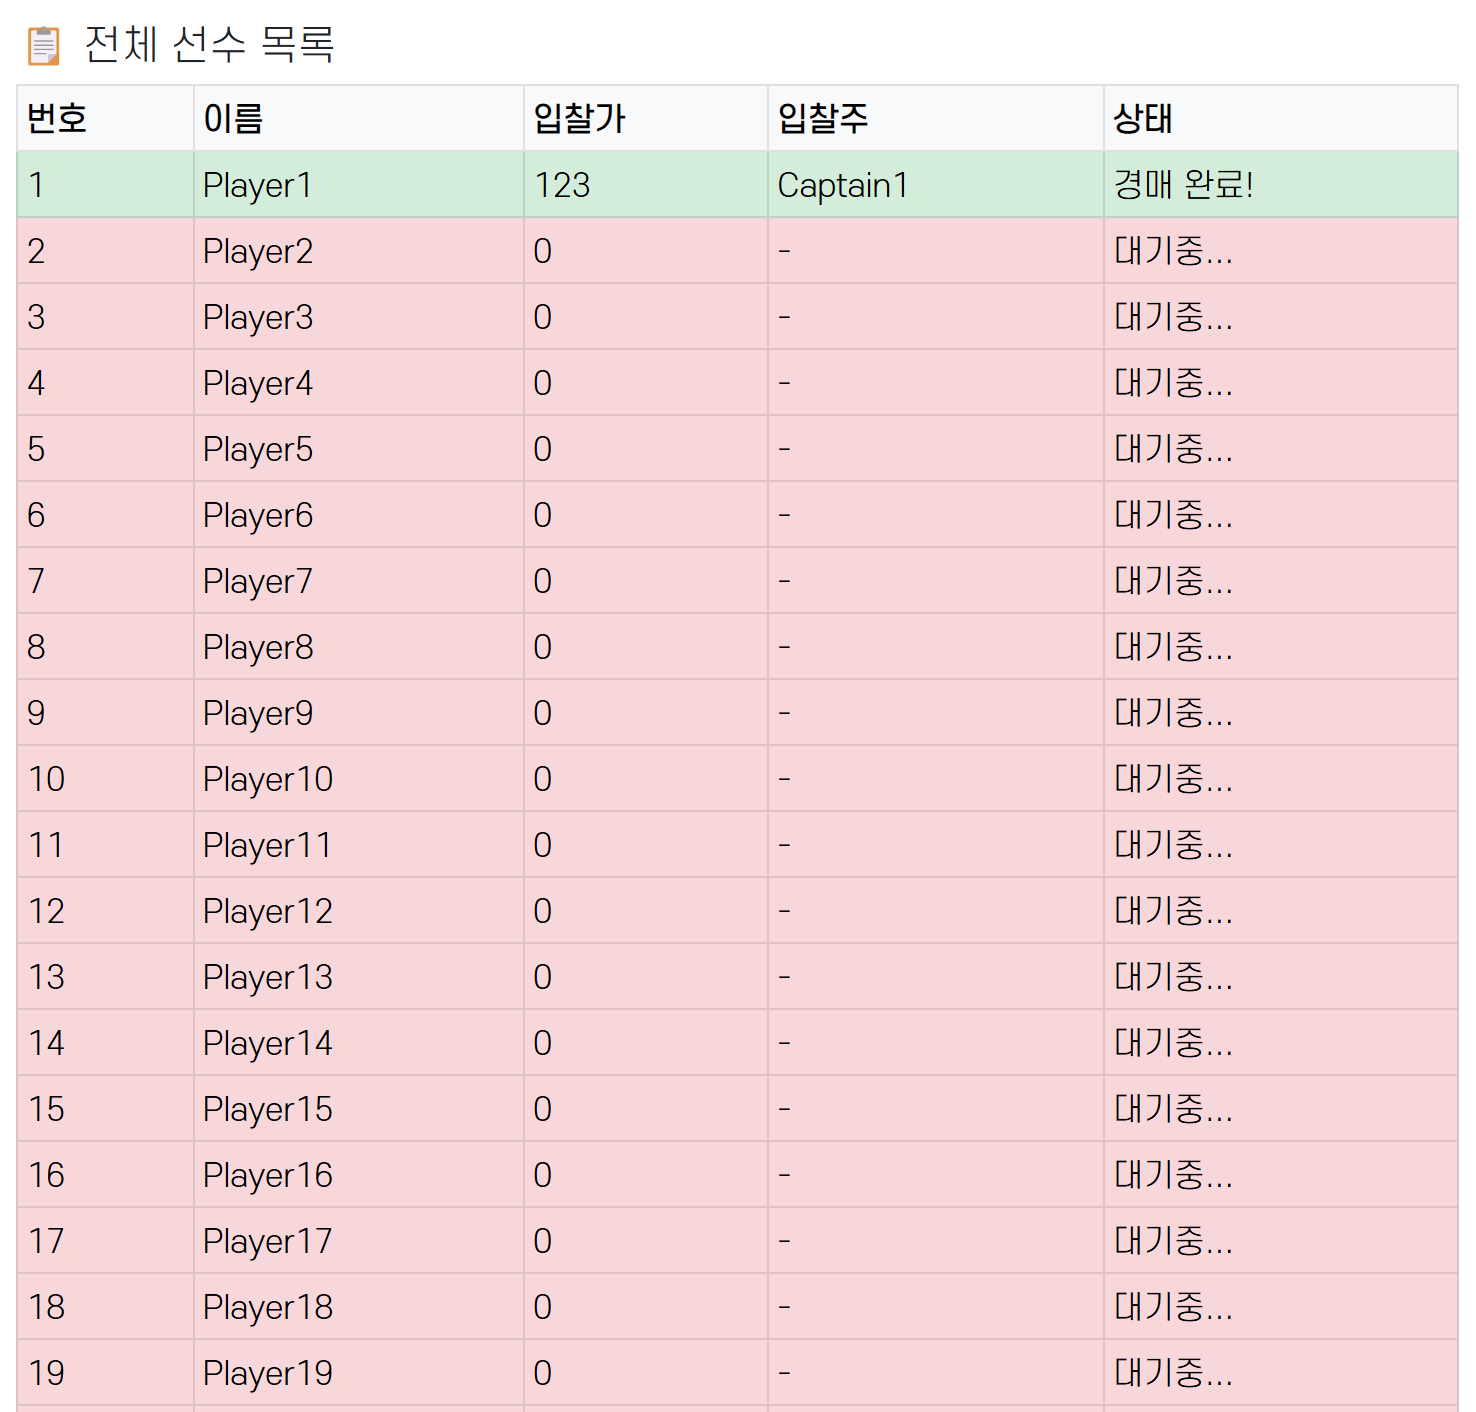 전체 선수 목록
번호 이름 입찰가 입찰주 상태
1 Player1 123 Captain1 경매 완료!
2 Player2 0 - 대기중...
3 Player3 0 - 대기중...
4 Player4 0 - 대기중...
5 Player5 0 - 대기중...
6 Player6 0 - 대기중...
7 Player7 0 - 대기중...
8 Player8 0 - 대기중...
9 Player9 0 - 대기중...
10 Player10 0 - 대기중...
11 Player11 0 - 대기중...
12 Player12 0 - 대기중...
13 Player13 0 - 대기중...
14 Player14 0 - 대기중...
15 Player15 0 - 대기중...
16 Player16 0 - 대기중...
17 Player17 0 - 대기중...
18 Player18 0 - 대기중...
19 Player19 0 - 대기중...